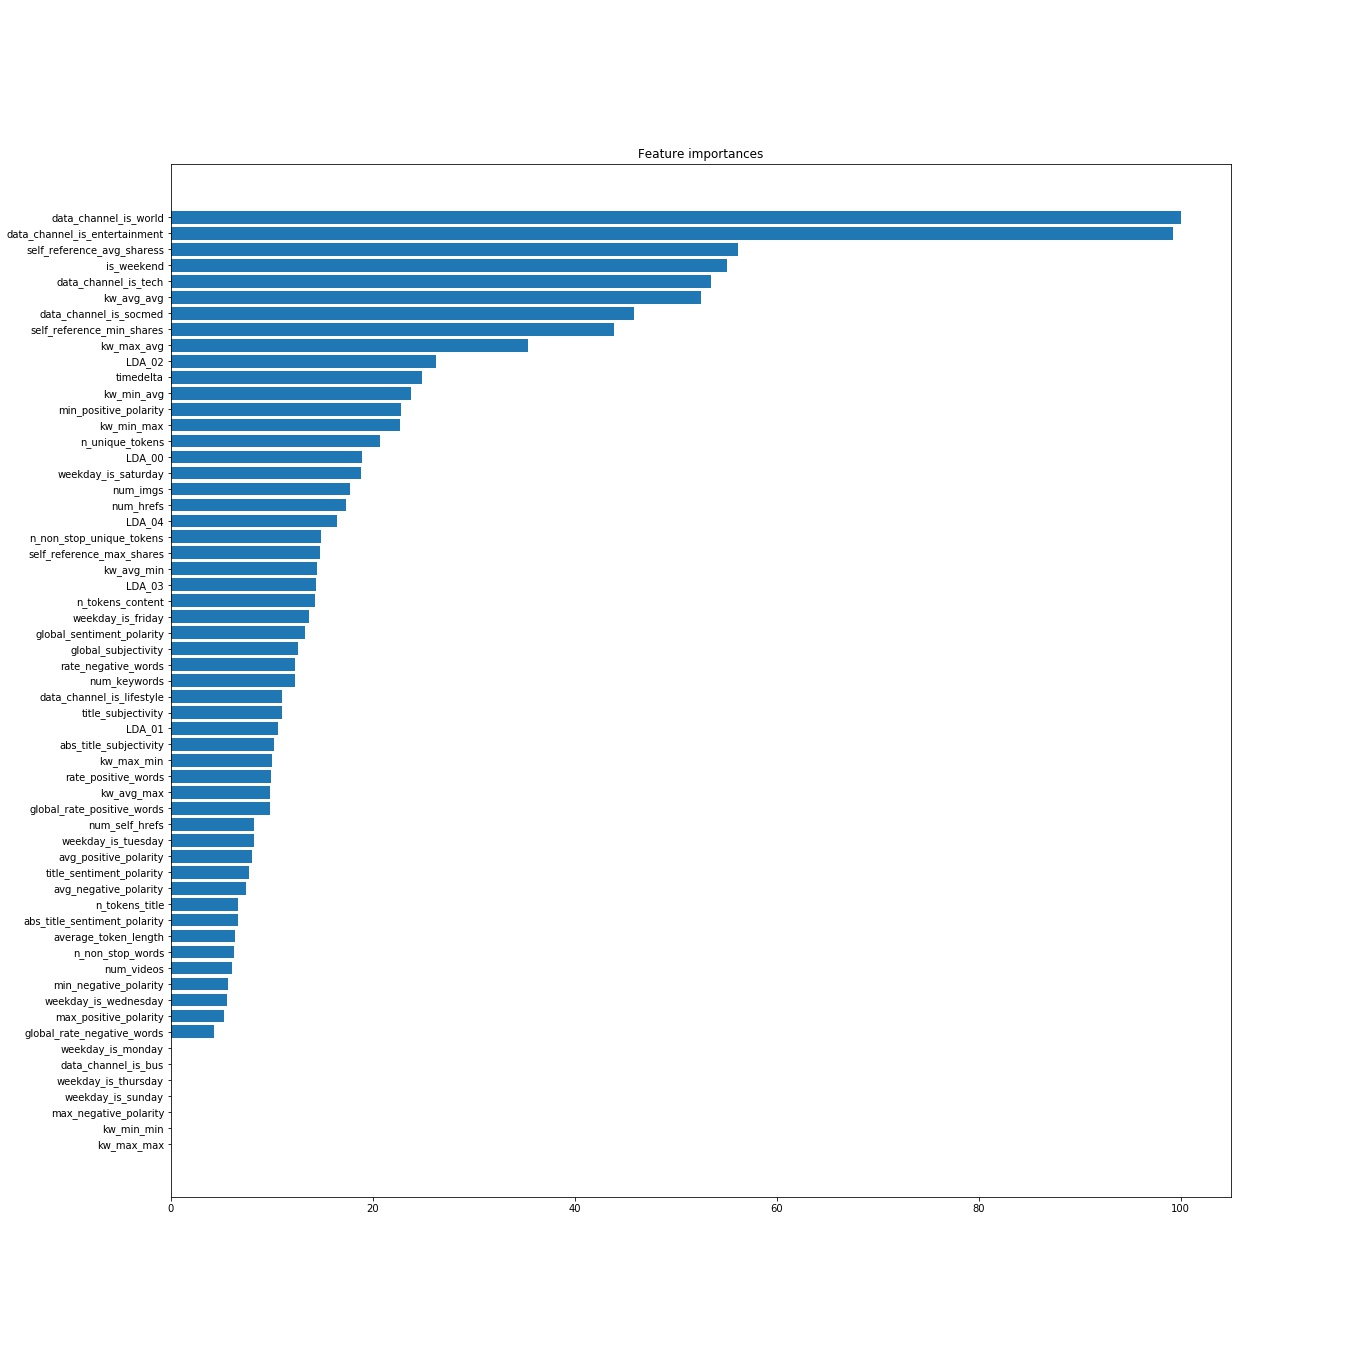 Feature importances
data_channel_is_world
data_channel_is_entertainment
self_reference_avg_sharess
is_weekend
data_channel_is_tech
kw_avg_avg
data_channel_is_socmed
self_reference_min_shares
kw_max_avg
LDA_02
timedelta
kw_min_avg
min_positive_polarity
kw_min_max
n_unique_tokens
LDA_00
weekday_is_saturday
num_imgs
num_hrefs
LDA_04
n_non_stop_unique_tokens
self_reference_max_shares
kw_avg_min
LDA_03
n_tokens_content
weekday_is_friday
global_sentiment_polarity
global_subjectivity
rate_negative_words
num_keywords
data_channel_is_lifestyle
title_subjectivity
LDA_01
abs_title_subjectivity
kw_max_min
rate_positive_words
kw_avg_max
global_rate_positive_words
num_self_hrefs
weekday_is_tuesday
avg_positive_polarity
title_sentiment_polarity
avg_negative_polarity
n_tokens_title
abs_title_sentiment_polarity
average_token_length
n_non_stop_words
num_videos
min_negative_polarity
weekday_is_wednesday
max_positive_polarity
global_rate_negative_words
weekday_is_monday
data_channel_is_bus
weekday_is_thursday
weekday_is_sunday
max_negative_polarity
kw_min_min
kw_max_max
0 20 40 60 80 100